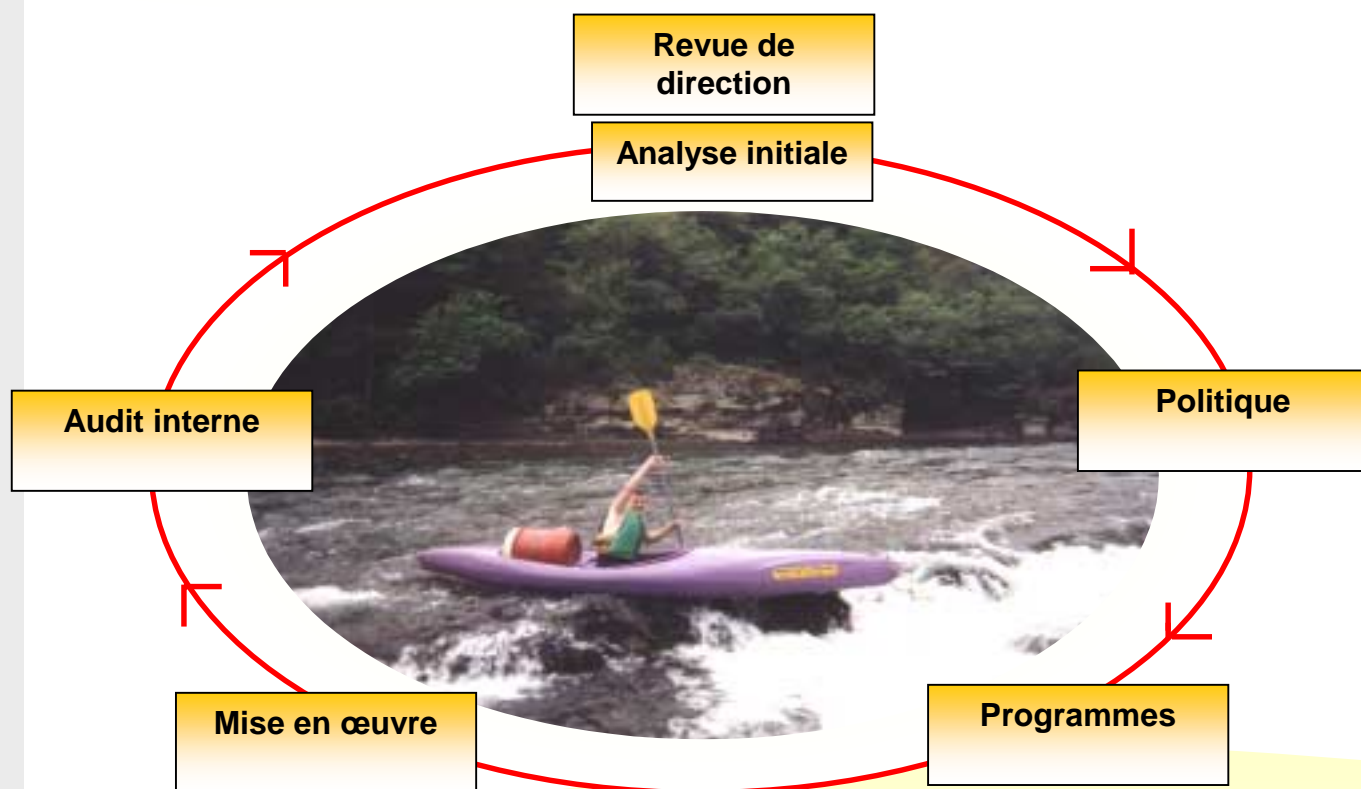 Revue de
direction
Analyse initiale
Politique
Programmes
Mise en œuvre
Audit interne